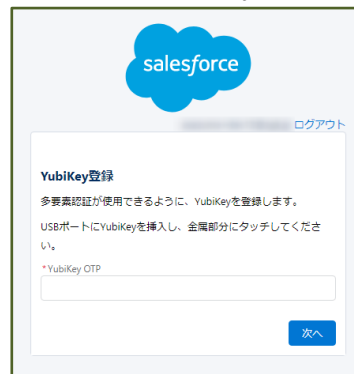 salesforce
ログアウト
YubiKey登録
多要素認証が使用できるように、YubiKeyを登録します。
USBポートにYubiKeyを挿入し、金属部分にタッチしてくださ
い。
*YubiKey OTP
次へ